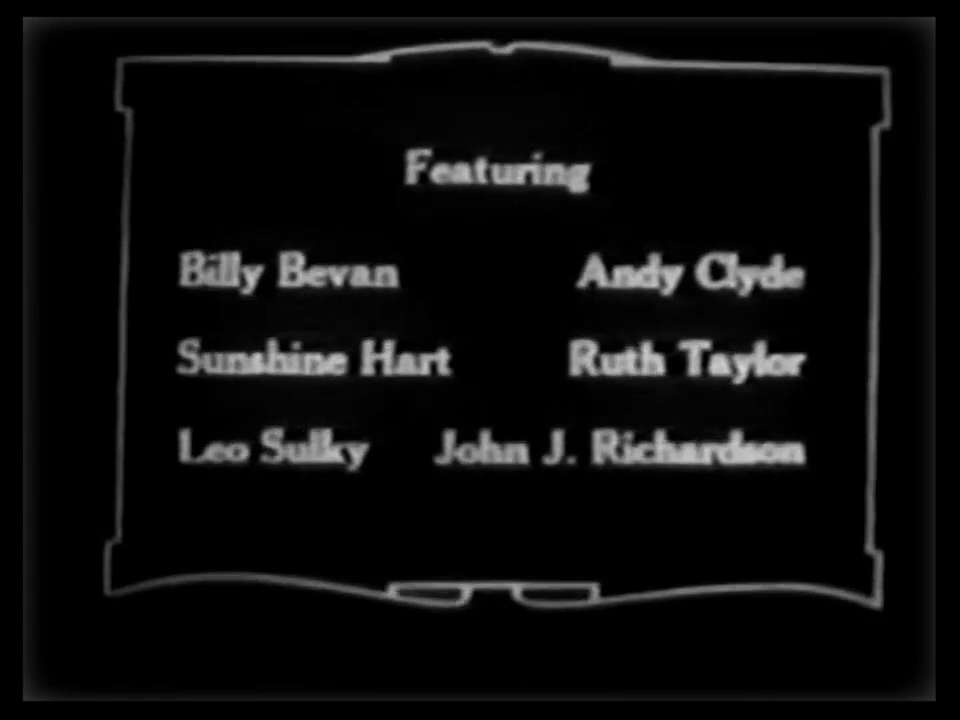 Featuring
Billy Bevan Andy Clyde
Sunshine Hart Ruth Taylor
Leo Sulky John J. Richardson